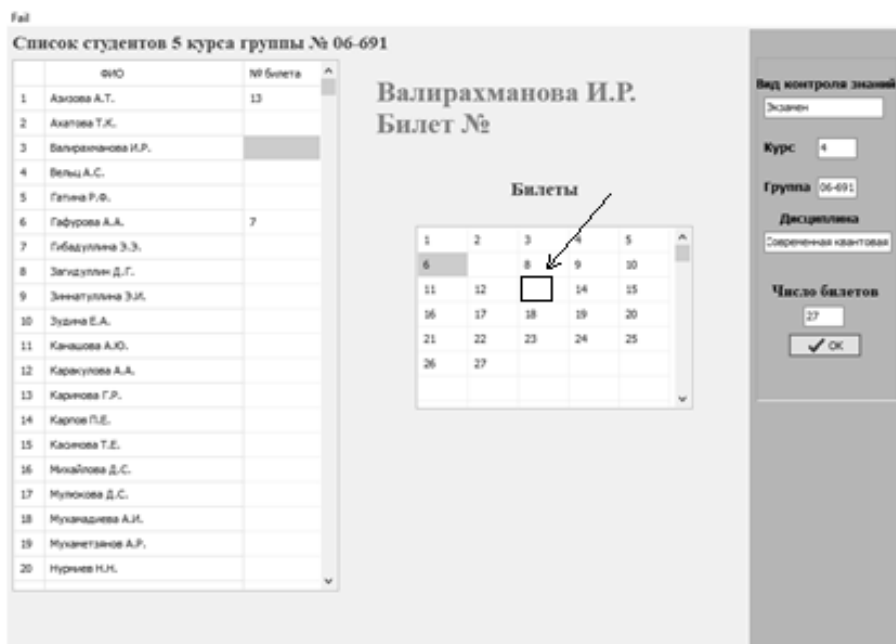 Fail
Список студентов 5 курса группы № 06-691
ФИО № билета
1 Азизова А.Т. 13
2 Ахатова Т.К.
3 Валирахманова И.Р.
4 Вельц А.С.
5 Гатина Р.Ф.
6 Гафурова А.А. 7
7 Гибадуллина Э.Э.
8 Загидуллин Д.Г.
9 Зиннатуллина Э.И.
10 Зудина Е.А.
11 Канашова А.Ю.
12 Каракулова А.А.
13 Каримова Г.Р.
14 Карпов П.Е.
15 Касимова Т.Е.
16 Михайлова Д.С.
17 Мулюкова Д.С.
18 Мухамадиева А.И.
19 Мухаметзянов А.Р.
20 Нурмиев Н.Н.
Валирахманова И.Р.
Билет №
Билеты
1 2 3 4 5
6 8 9 10
11 12 14 15
16 17 18 19 20
21 22 23 24 25
26 27
Вид контроля знаний
Экзамен
Курс 4
Группа 06-691
Дисциплина
Современная квантовая
Число билетов
27
OK